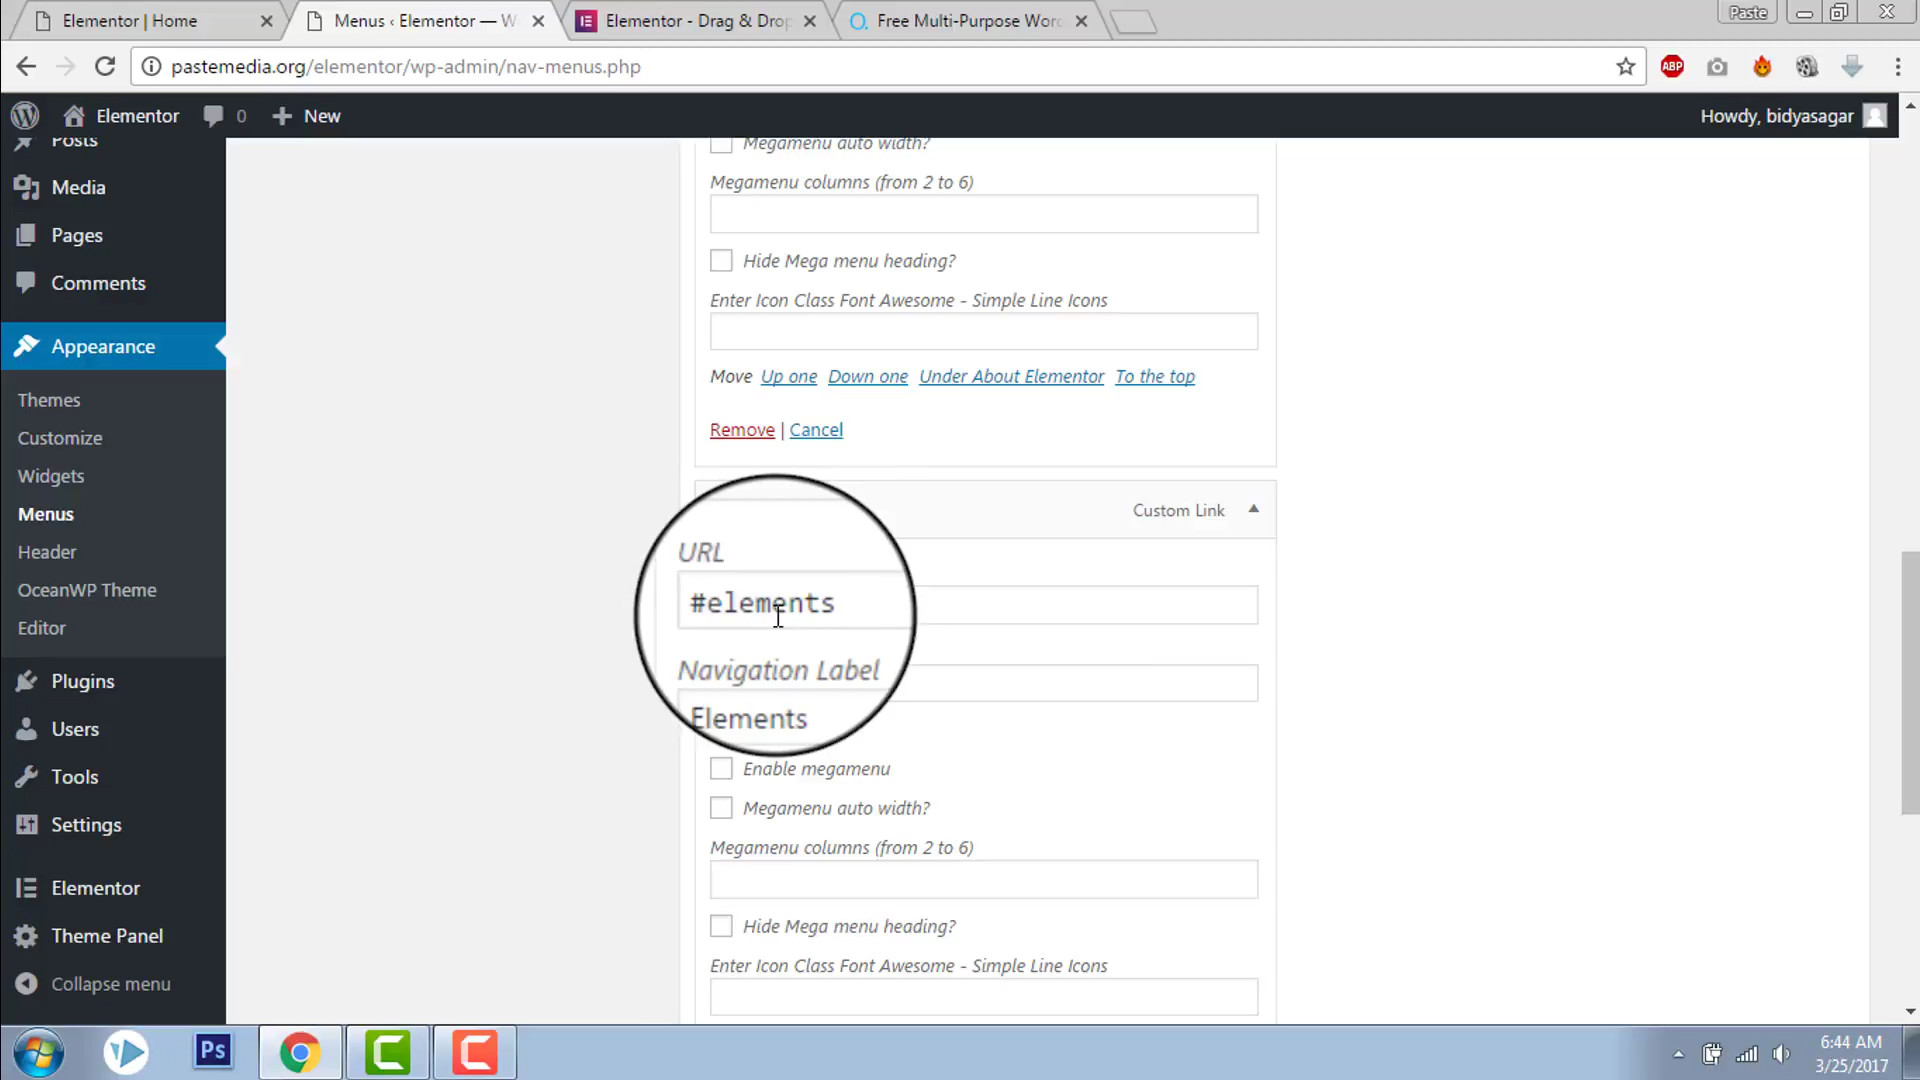 Elementor | Home
Menus ‹ Elementor — W
Elementor - Drag & Drop
Free Multi-Purpose Word
Paste
pastemedia.org/elementor/wp-admin/nav-menus.php
ABP
Elementor
0
New
Howdy, bidyasagar
Posts
Media
Pages
Comments
Appearance
Themes
Customize
Widgets
Menus
Header
OceanWP Theme
Editor
Plugins
Users
Tools
Settings
Elementor
Theme Panel
Collapse menu
Megamenu auto width?
Megamenu columns (from 2 to 6)
Hide Mega menu heading?
Enter Icon Class Font Awesome - Simple Line Icons
Move Up one Down one Under About Elementor To the top
Remove | Cancel
Custom Link
URL
#elements
Navigation Label
Elements
Enable megamenu
Megamenu auto width?
Megamenu columns (from 2 to 6)
Hide Mega menu heading?
Enter Icon Class Font Awesome - Simple Line Icons
Ps
6:44 AM
3/25/2017